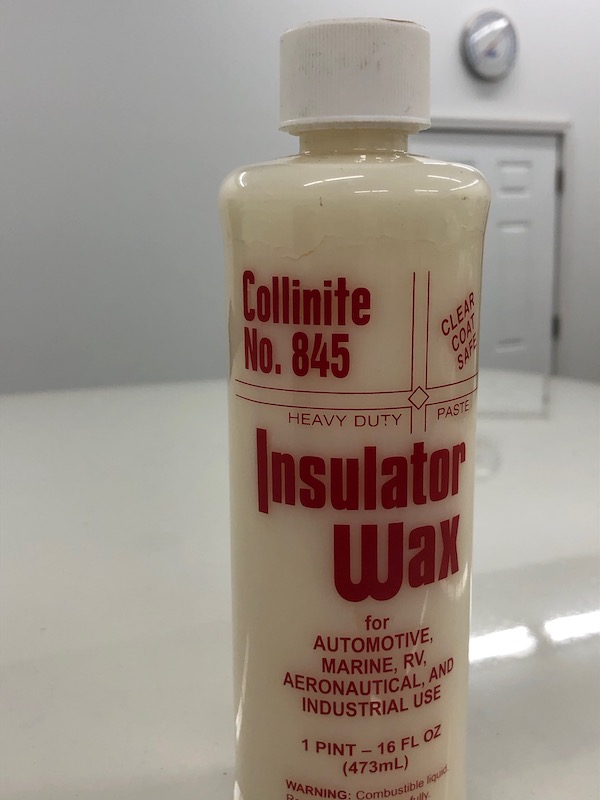 Collinite
No. 845
CLEAR
COAT
SAFE
HEAVY DUTY PASTE
Insulator
Wax
for
AUTOMOTIVE,
MARINE, RV,
AERONAUTICAL, AND
INDUSTRIAL USE
1 PINT – 16 FL OZ
(473mL)
WARNING: Combustible liquid.